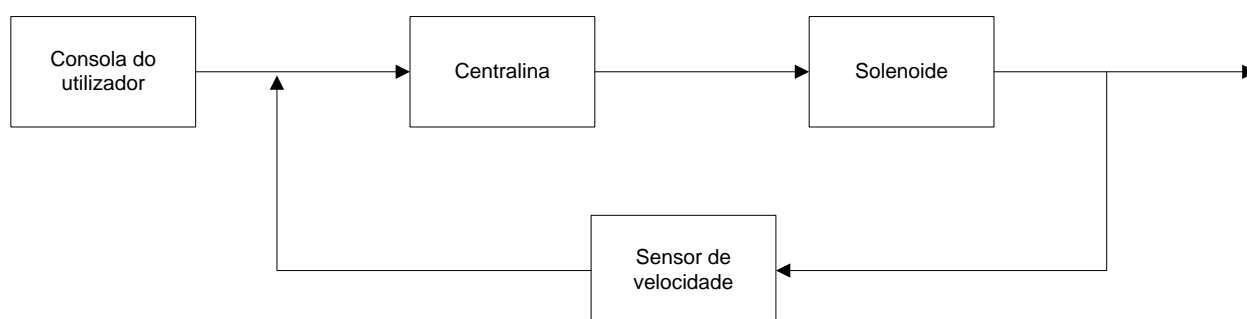 Consola do
utilizador
Centralina
Solenoide
Sensor de
velocidade